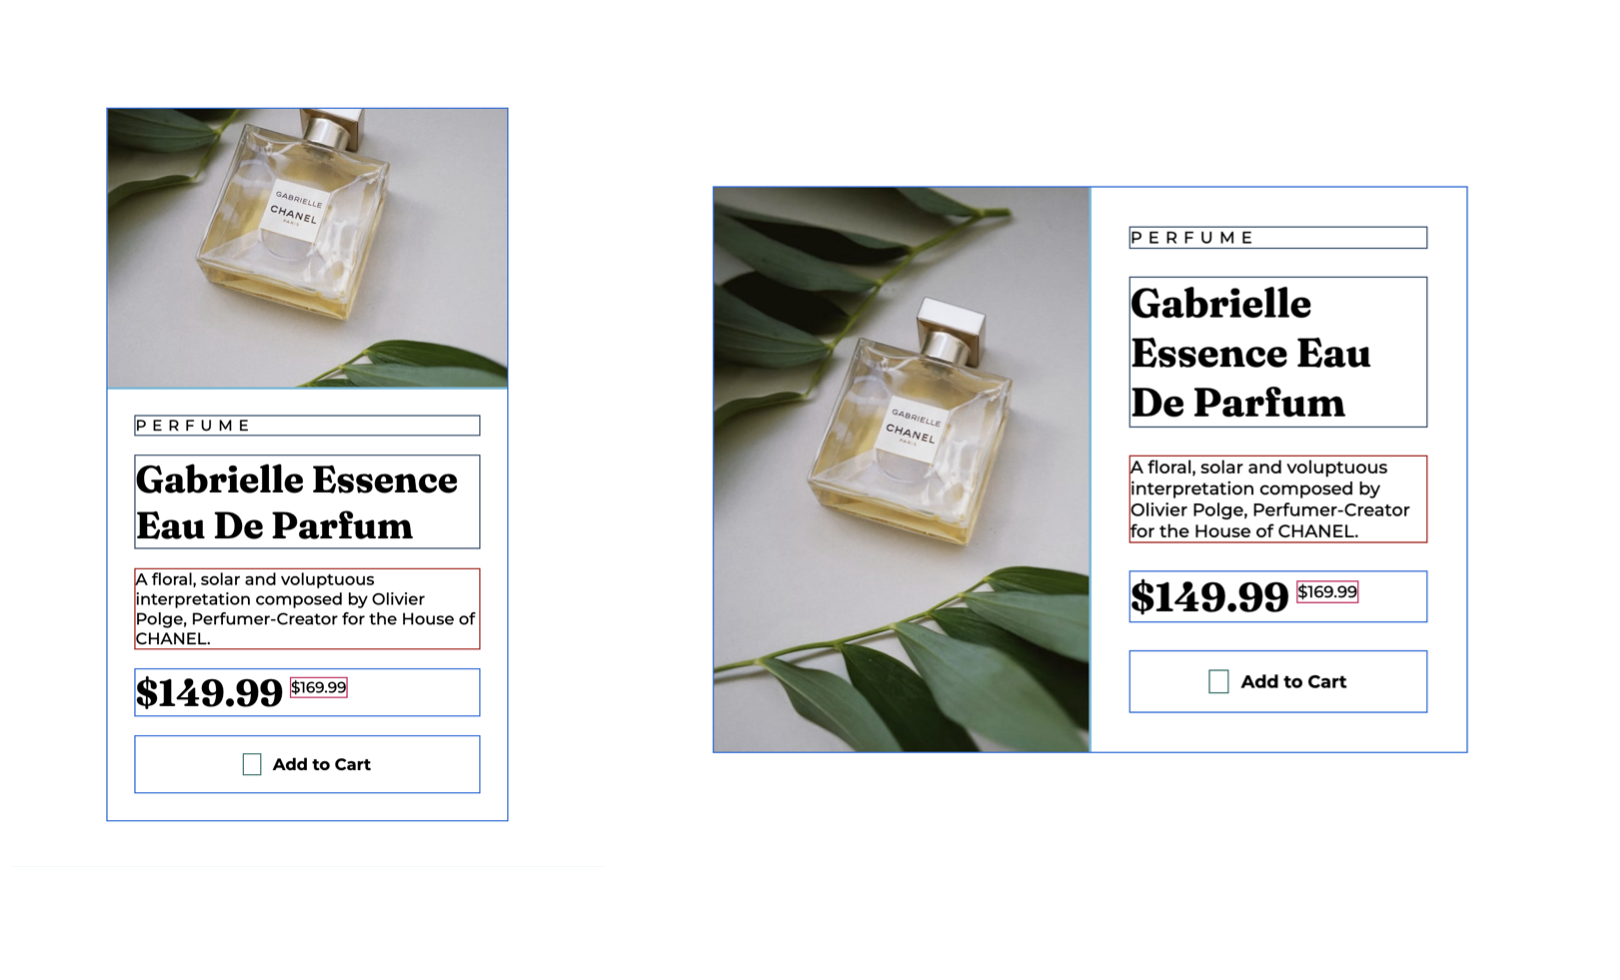 GABRIELLE
CHANEL
PARIS
PERFUME
Gabrielle Essence
Eau De Parfum
A floral, solar and voluptuous
interpretation composed by Olivier
Polge, Perfumer-Creator for the House of
CHANEL.
$149.99 $169.99
Add to Cart
GABRIELLE
CHANEL
PARIS
PERFUME
Gabrielle
Essence Eau
De Parfum
A floral, solar and voluptuous
interpretation composed by
Olivier Polge, Perfumer-Creator
for the House of CHANEL.
$149.99 $169.99
Add to Cart